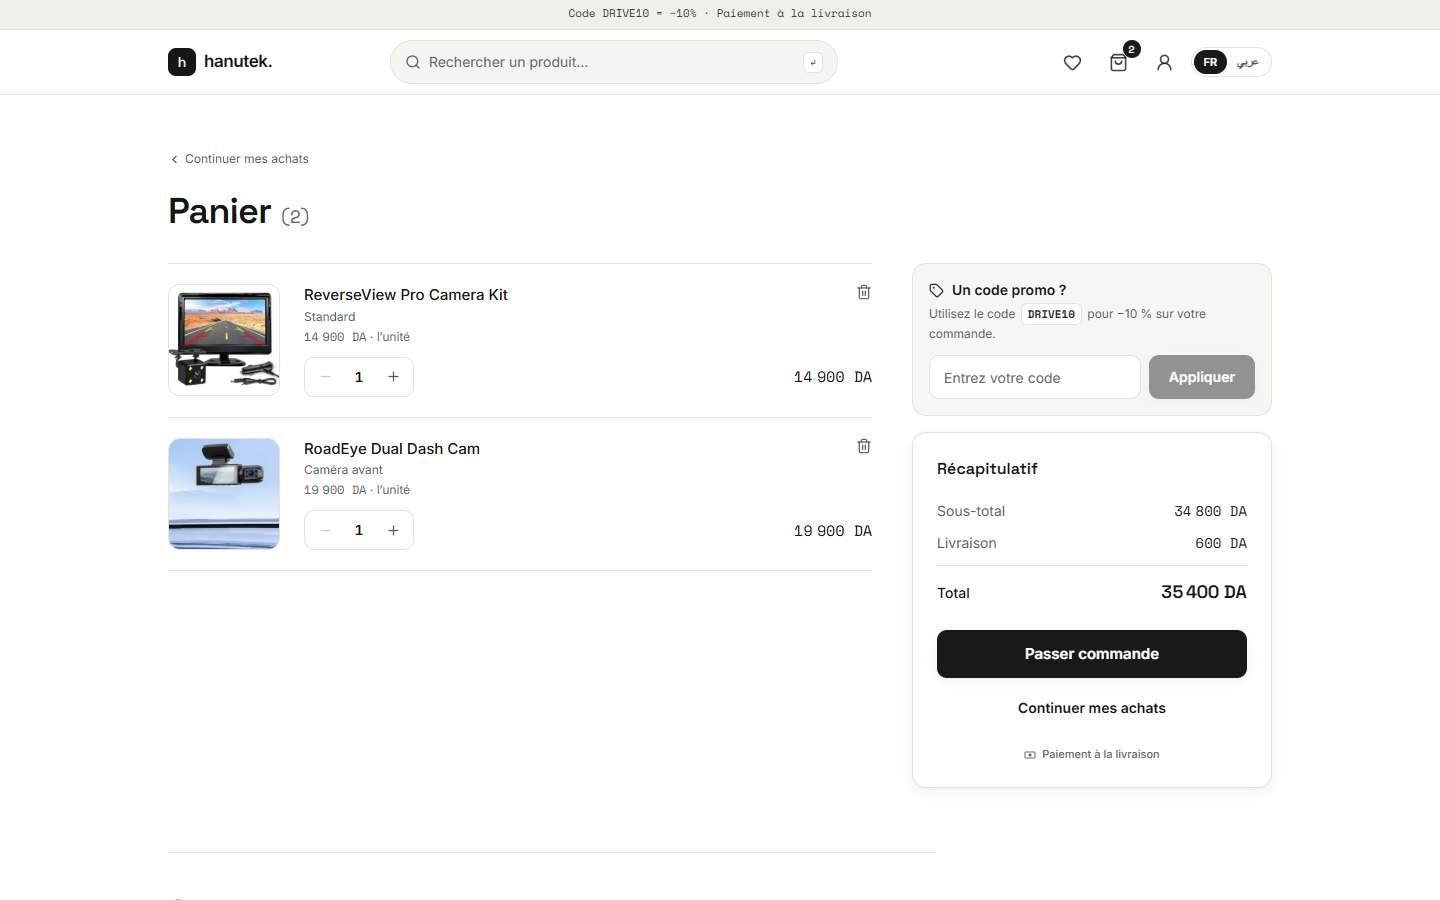 Code DRIVE10 = −10% · Paiement à la livraison
h hanutek.
Rechercher un produit...
↵
2
FR عربي
Continuer mes achats
Panier (2)
ReverseView Pro Camera Kit
Standard
14 900 DA · l'unité
1
14 900 DA
RoadEye Dual Dash Cam
Caméra avant
19 900 DA · l'unité
1
19 900 DA
Un code promo ?
Utilisez le code DRIVE10 pour −10 % sur votre
commande.
Entrez votre code
Appliquer
Récapitulatif
Sous-total 34 800 DA
Livraison 600 DA
Total 35 400 DA
Passer commande
Continuer mes achats
Paiement à la livraison